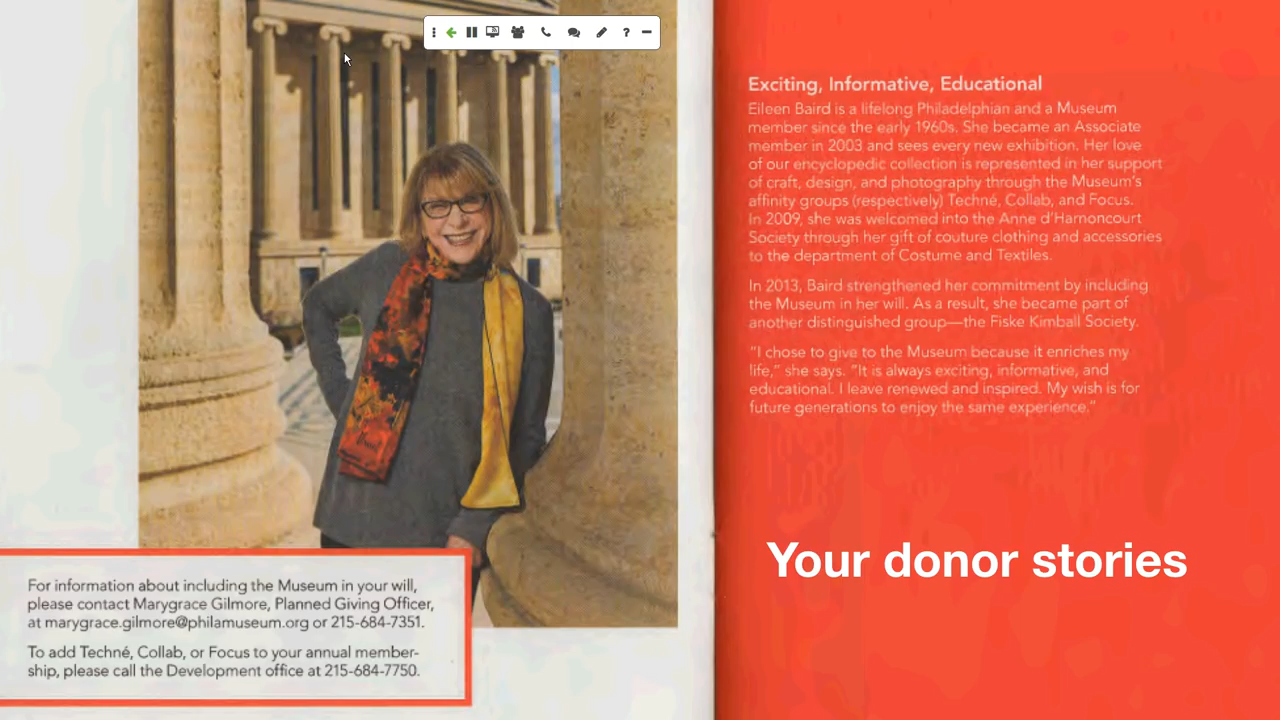 Exciting, Informative, Educational
Eileen Baird is a lifelong Philadelphian and a Museum
member since the early 1960s. She became an Associate
member in 2003 and sees every new exhibition. Her love
of our encyclopedic collection is represented in her support
of craft, design, and photography through the Museum's
affinity groups (respectively) Techné, Collab, and Focus.
In 2009, she was welcomed into the Anne d'Harnoncourt
Society through her gift of couture clothing and accessories
to the department of Costume and Textiles.
In 2013, Baird strengthened her commitment by including
the Museum in her will. As a result, she became part of
another distinguished group—the Fiske Kimball Society.
"I chose to give to the Museum because it enriches my
life," she says. "It is always exciting, informative, and
educational. I leave renewed and inspired. My wish is for
future generations to enjoy the same experience."
Your donor stories
For information about including the Museum in your will,
please contact Marygrace Gilmore, Planned Giving Officer,
at marygrace.gilmore@philamuseum.org or 215-684-7351.
To add Techné, Collab, or Focus to your annual member-
ship, please call the Development office at 215-684-7750.